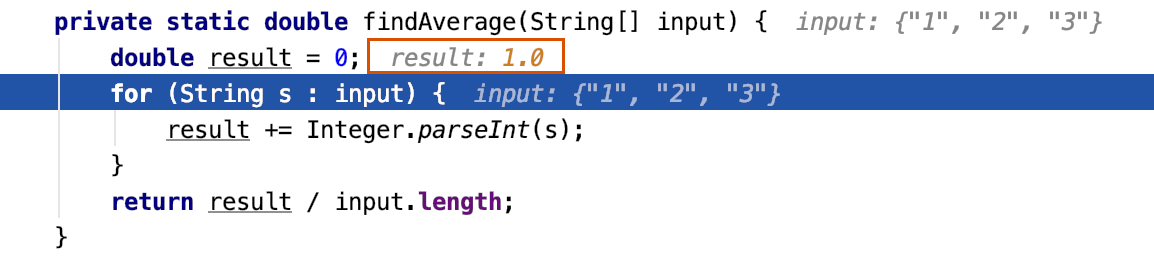 private static double findAverage(String[] input) { input: {"1", "2", "3"}
double result = 0; result: 1.0
for (String s : input) { input: {"1", "2", "3"}
result += Integer.parseInt(s);
}
return result / input.length;
}